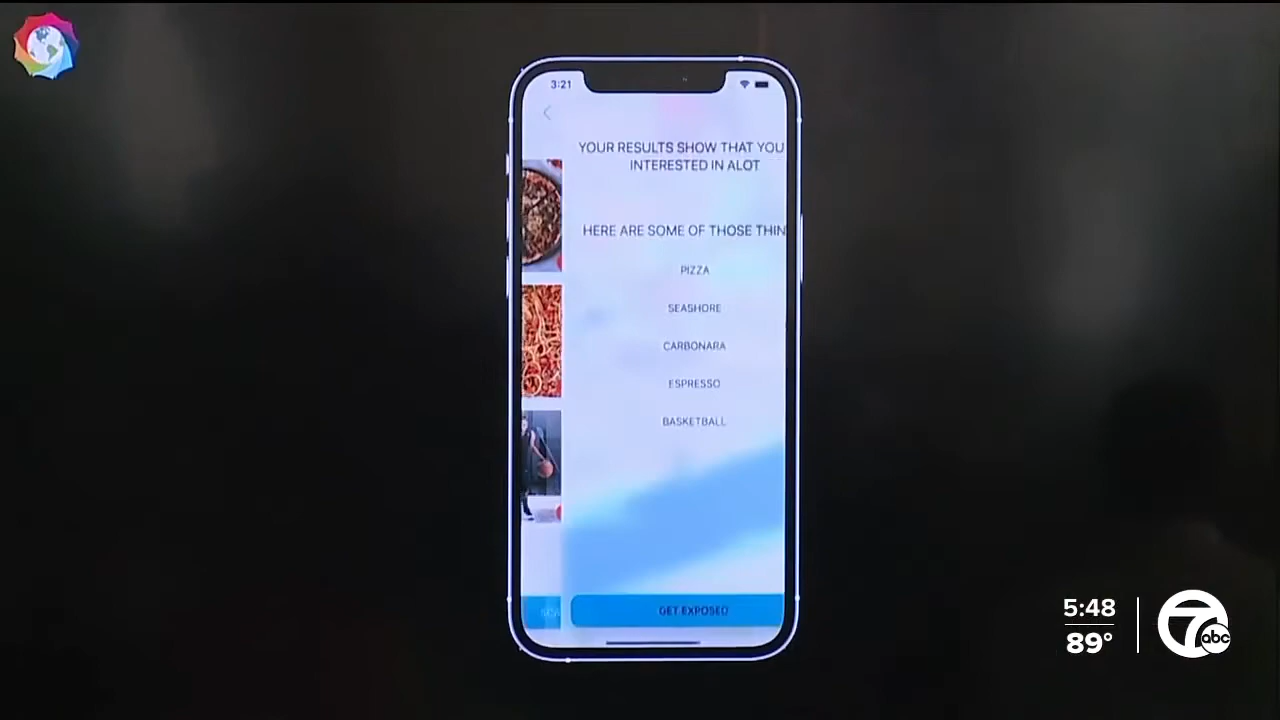 3:21
YOUR RESULTS SHOW THAT YOU
INTERESTED IN ALOT
HERE ARE SOME OF THOSE THIN
PIZZA
SEASHORE
CARBONARA
ESPRESSO
BASKETBALL
GET EXPOSED
5:48
89°
7
abc